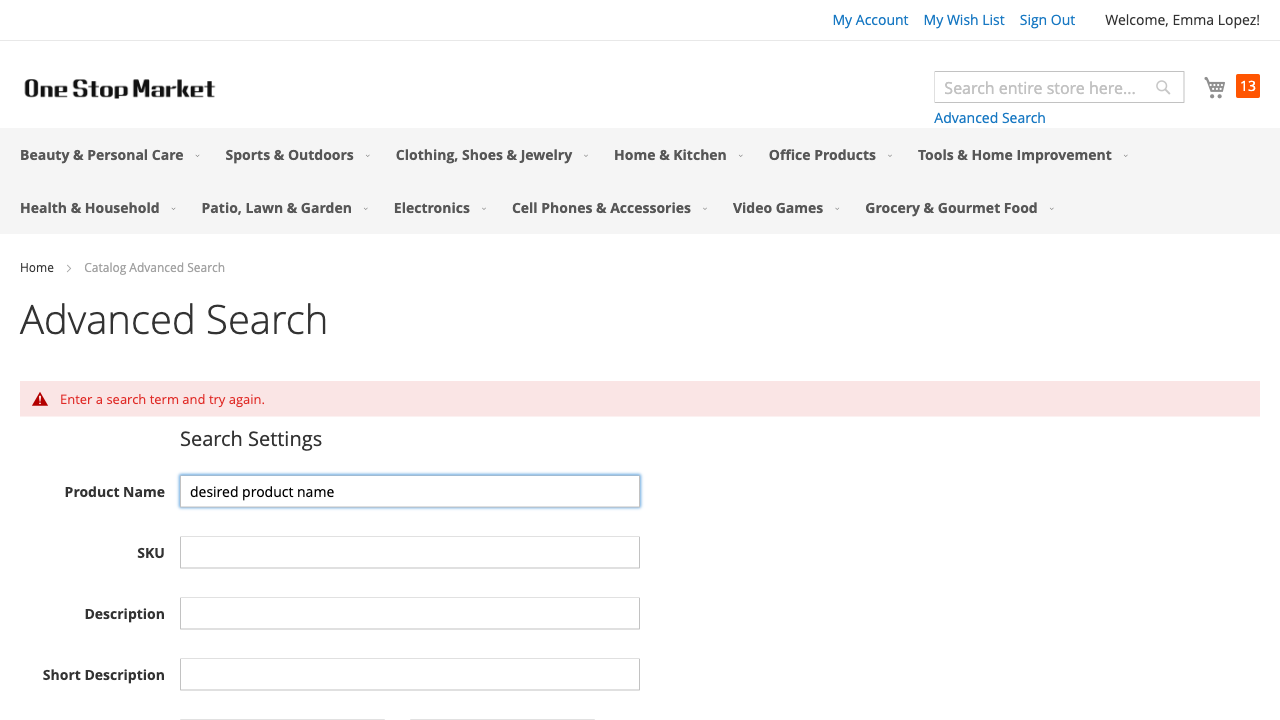 My Account My Wish List Sign Out Welcome, Emma Lopez!
One Stop Market
Search entire store here...
13
Advanced Search
Beauty & Personal Care Sports & Outdoors Clothing, Shoes & Jewelry Home & Kitchen Office Products Tools & Home Improvement
Health & Household Patio, Lawn & Garden Electronics Cell Phones & Accessories Video Games Grocery & Gourmet Food
Home Catalog Advanced Search
Advanced Search
Enter a search term and try again.
Search Settings
Product Name desired product name
SKU
Description
Short Description